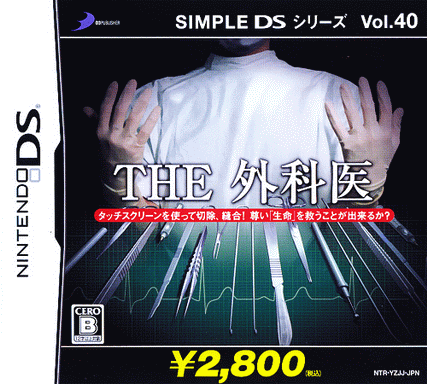 D3PUBLISHER
SIMPLE DS シリーズ Vol.40
NINTENDO DS
THE 外科医
タッチスクリーンを使って切除、縫合! 尊い「生命」を救うことが出来るか?
CERO
B
¥2,800(税込)
NTR-YZJJ-JPN